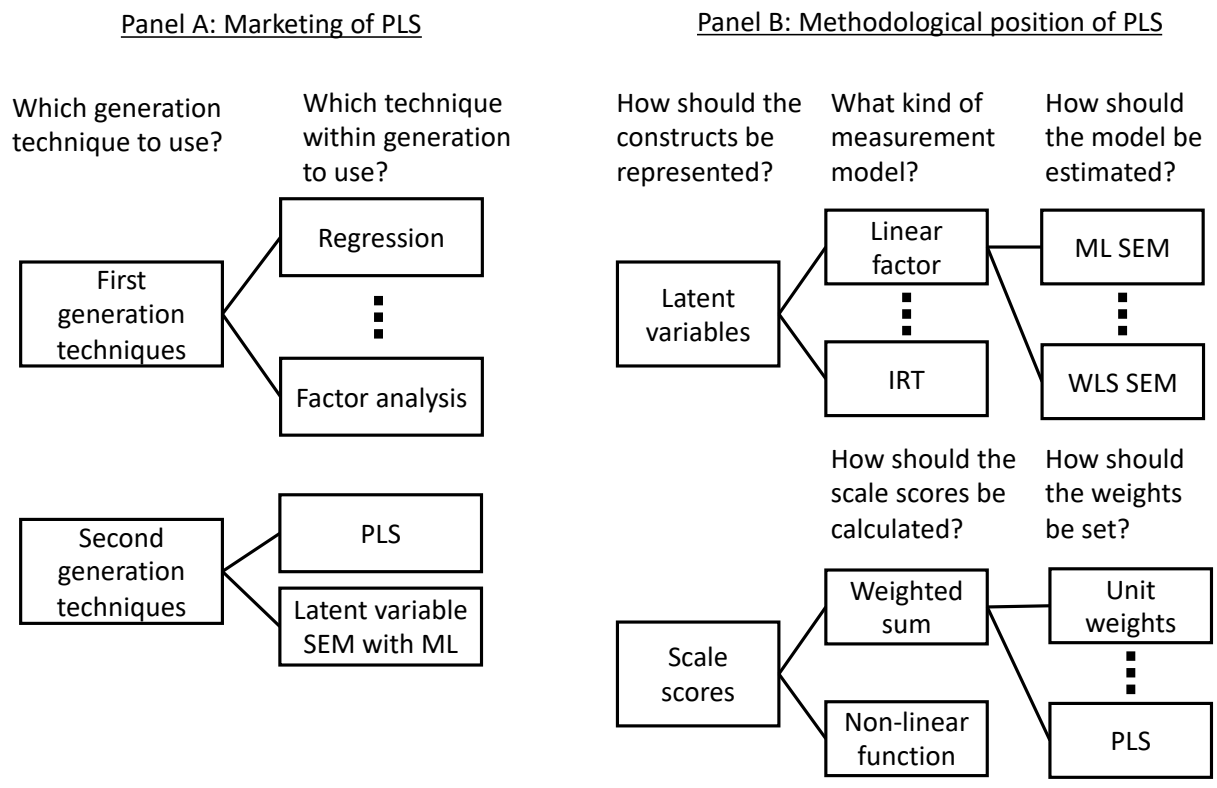 Panel A: Marketing of PLS
Which generation
technique to use?
Which technique
within generation
to use?
First
generation
techniques
Regression
Factor analysis
Second
generation
techniques
PLS
Latent variable
SEM with ML
Panel B: Methodological position of PLS
How should the
constructs be
represented?
What kind of
measurement
model?
How should
the model be
estimated?
Latent
variables
Linear
factor
IRT
ML SEM
WLS SEM
How should the
scale scores be
calculated?
How should
the weights
be set?
Scale
scores
Weighted
sum
Non-linear
function
Unit
weights
PLS